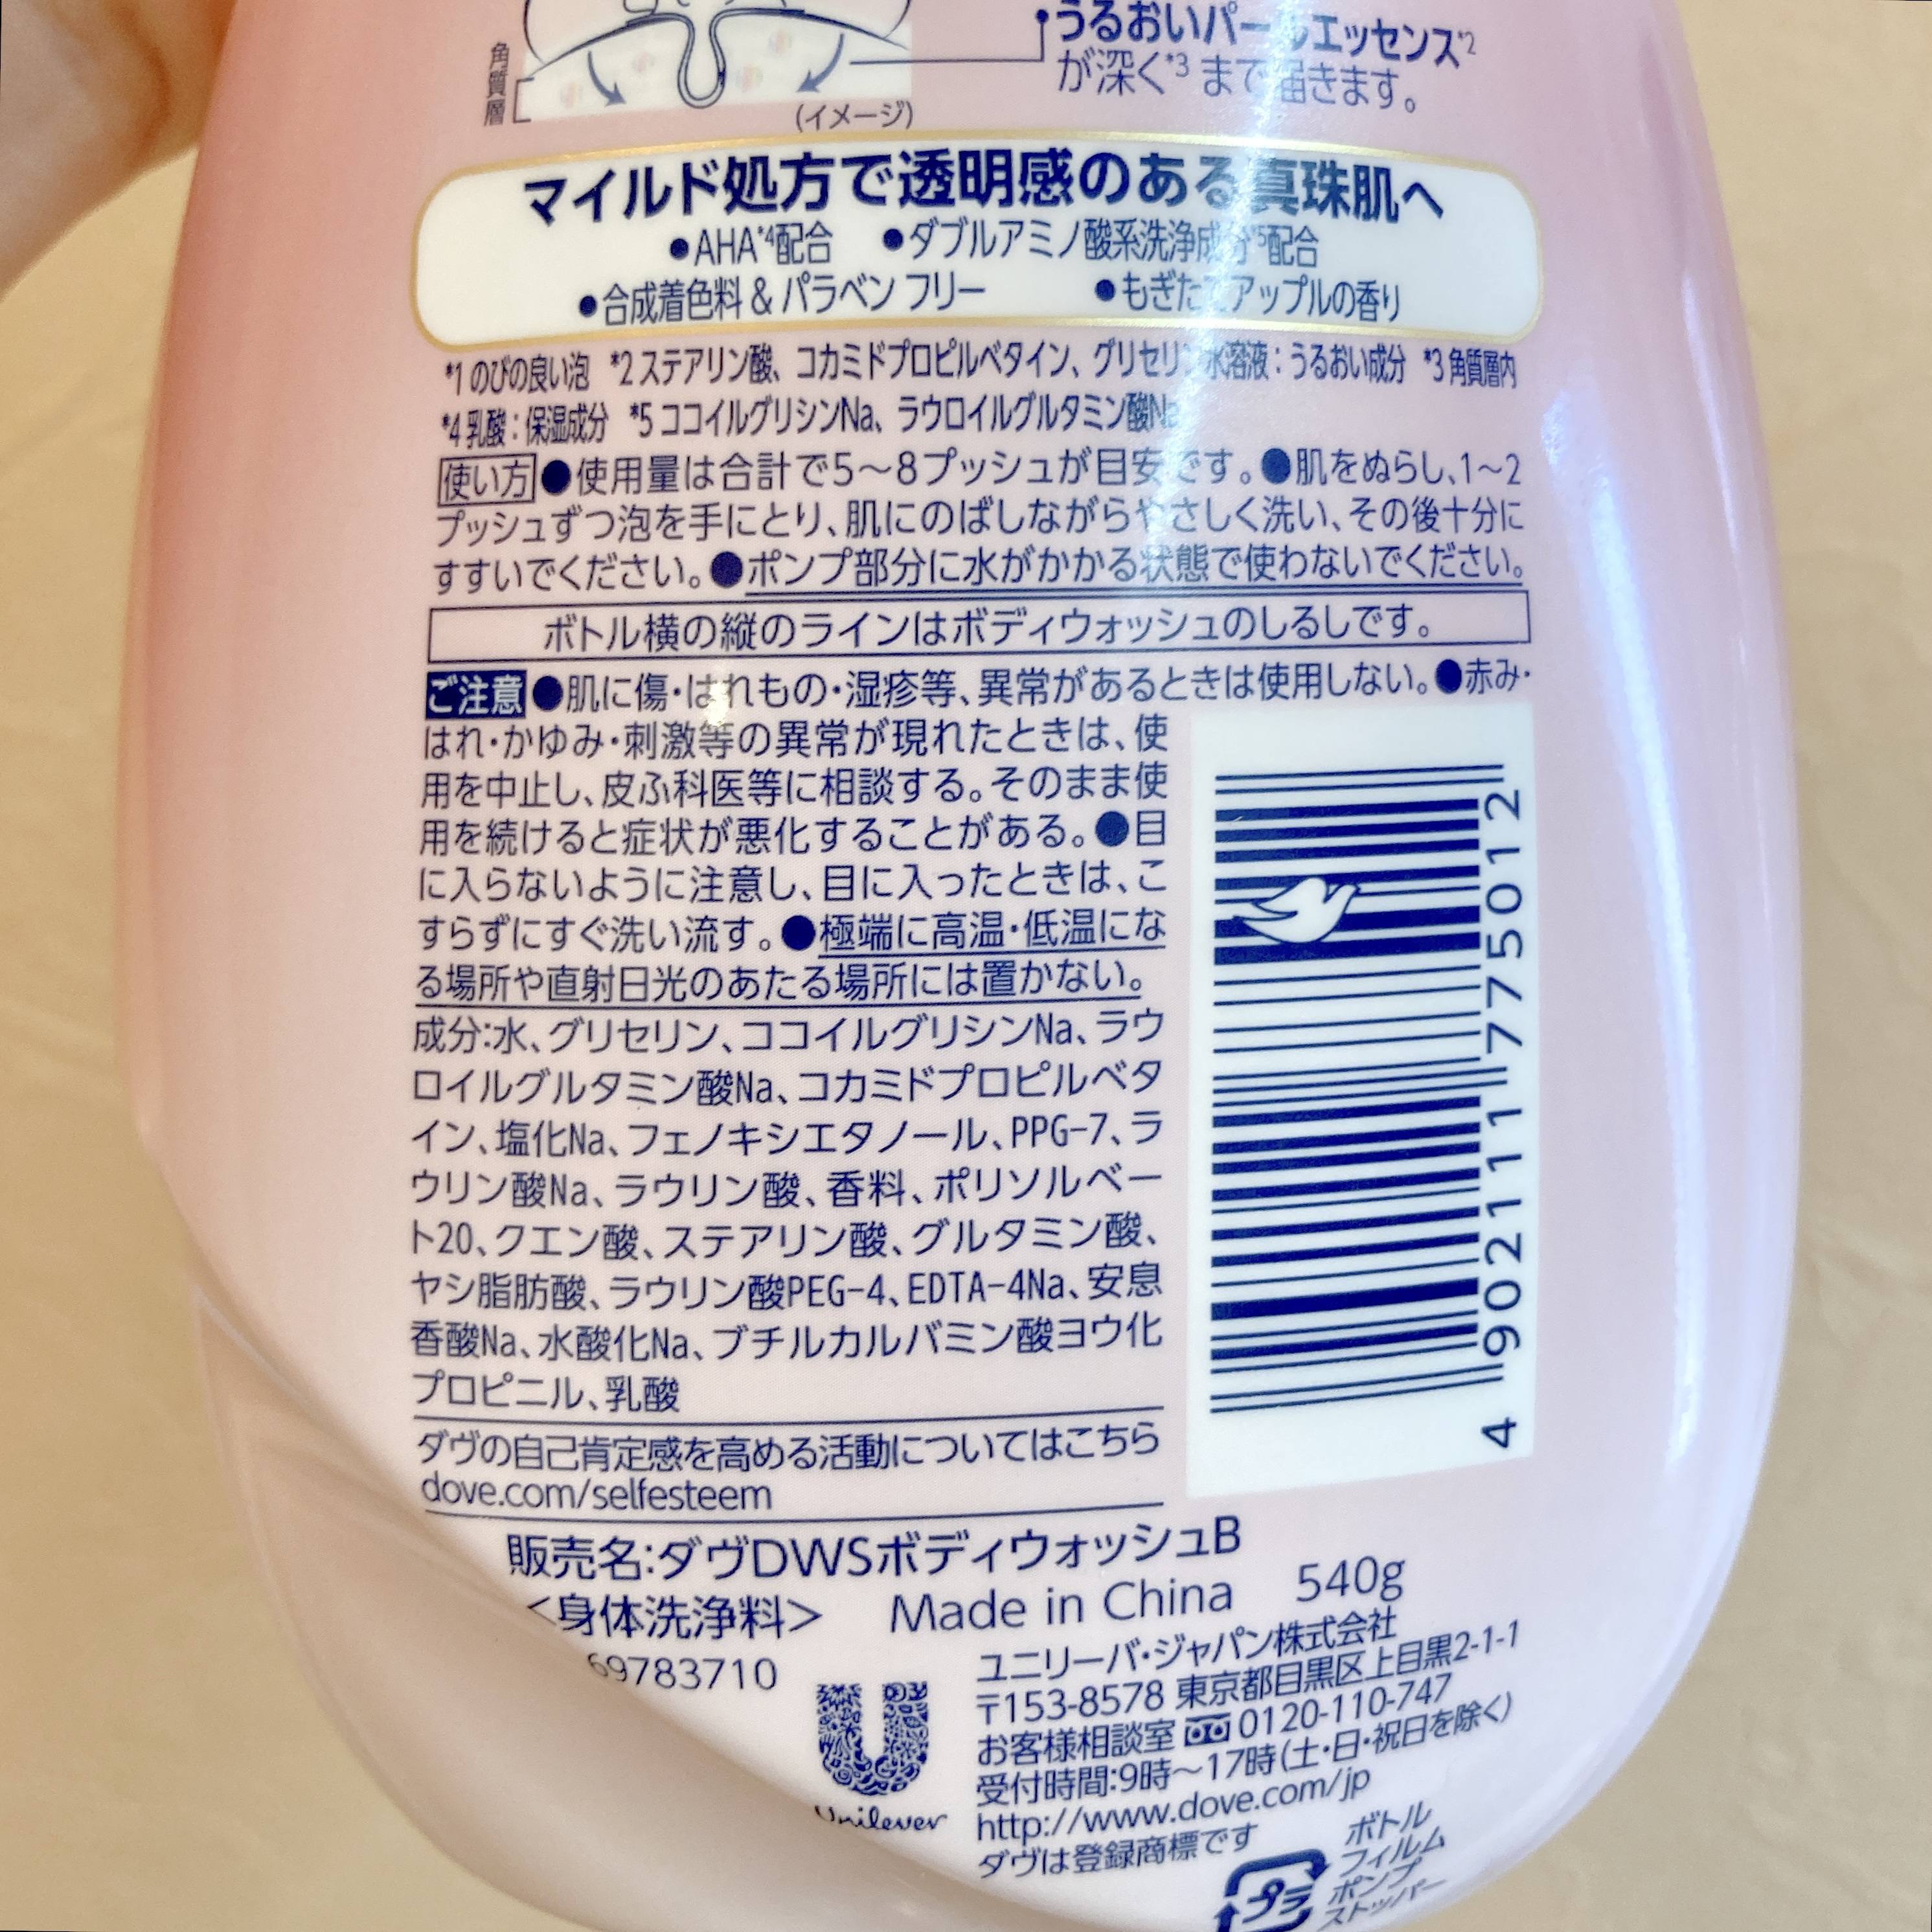 うるおいパールエッセンス*2
が深く*3 まで届きます。
角質層
(イメージ)
マイルド処方で透明感のある真珠肌へ
●AHA*4配合 ●ダブルアミノ酸系洗浄成分*5配合
●合成着色料 & パラベン フリー ●もぎたてアップルの香り
*1 のびの良い泡 *2 ステアリン酸、コカミドプロピルベタイン、グリセリン水溶液：うるおい成分 *3 角質層内
*4 乳酸：保湿成分 *5 ココイルグリシンNa、ラウロイルグルタミン酸Na
使い方 ●使用量は合計で5～8プッシュが目安です。●肌をぬらし、1～2
プッシュずつ泡を手にとり、肌にのばしながらやさしく洗い、その後十分に
すすいでください。●ポンプ部分に水がかかる状態で使わないでください。
ボトル横の縦のラインはボディウォッシュのしるしです。
ご注意 ●肌に傷・はれもの・湿疹等、異常があるときは使用しない。●赤み・
はれ・かゆみ・刺激等の異常が現れたときは、使
用を中止し、皮ふ科医等に相談する。そのまま使
用を続けると症状が悪化することがある。●目
に入らないように注意し、目に入ったときは、こ
すらずにすぐ洗い流す。●極端に高温・低温にな
る場所や直射日光のあたる場所には置かない。
成分:水、グリセリン、ココイルグリシンNa、ラウ
ロイルグルタミン酸Na、コカミドプロピルベタ
イン、塩化Na、フェノキシエタノール、PPG-7、ラ
ウリン酸Na、ラウリン酸、香料、ポリソルベー
ト20、クエン酸、ステアリン酸、グルタミン酸、
ヤシ脂肪酸、ラウリン酸PEG-4、EDTA-4Na、安息
香酸Na、水酸化Na、ブチルカルバミン酸ヨウ化
プロピニル、乳酸
4 902111 775012
ダヴの自己肯定感を高める活動についてはこちら
dove.com/selfesteem
販売名:ダヴDWSボディウォッシュB
<身体洗浄料> Made in China 540g
69783710
Unilever
ユニリーバ・ジャパン株式会社
〒153-8578 東京都目黒区上目黒2-1-1
お客様相談室 0120-110-747
受付時間:9時～17時(土・日・祝日を除く)
http://www.dove.com/jp
ダヴは登録商標です
プラ
ボトル
フィルム
ポンプ
ストッパー